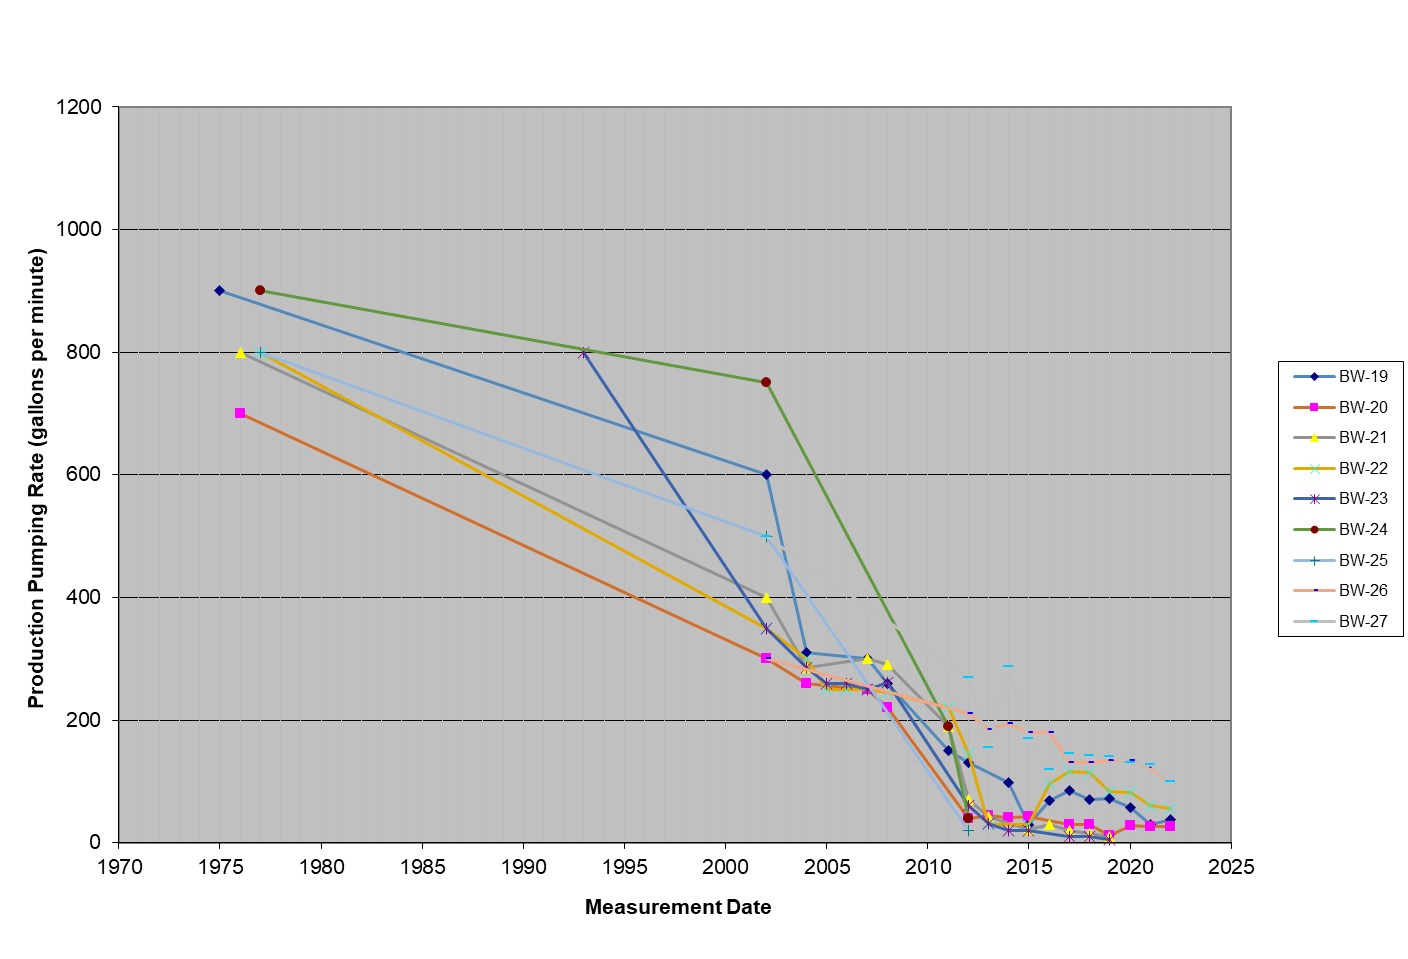 1200
1000
800
600
400
200
0
1970 1975 1980 1985 1990 1995 2000 2005 2010 2015 2020 2025
Production Pumping Rate (gallons per minute)
Measurement Date
BW-19
BW-20
BW-21
BW-22
BW-23
BW-24
BW-25
BW-26
BW-27